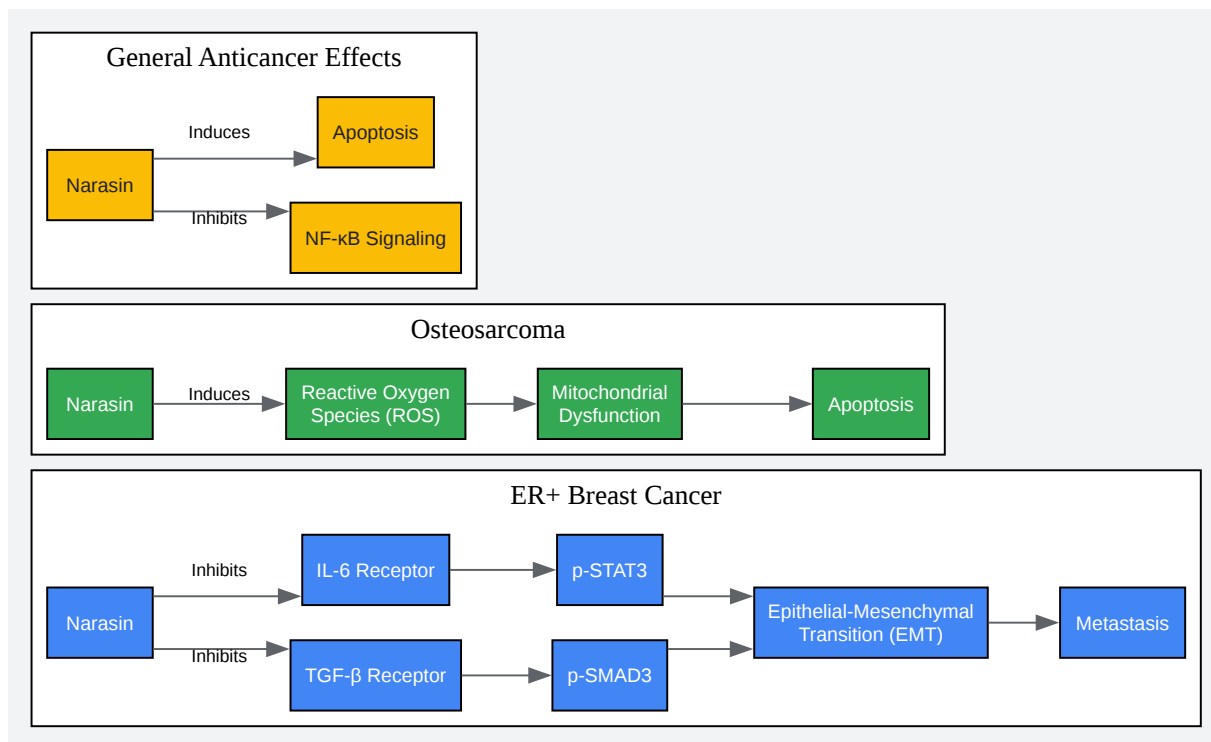 General Anticancer Effects
Induces
Apoptosis
Narasin
Inhibits
NF-κB Signaling
Osteosarcoma
Narasin
Induces
Reactive Oxygen
Species (ROS)
Mitochondrial
Dysfunction
Apoptosis
ER+ Breast Cancer
Narasin
Inhibits
IL-6 Receptor
p-STAT3
Inhibits
TGF-β Receptor
p-SMAD3
Epithelial-Mesenchymal
Transition (EMT)
Metastasis